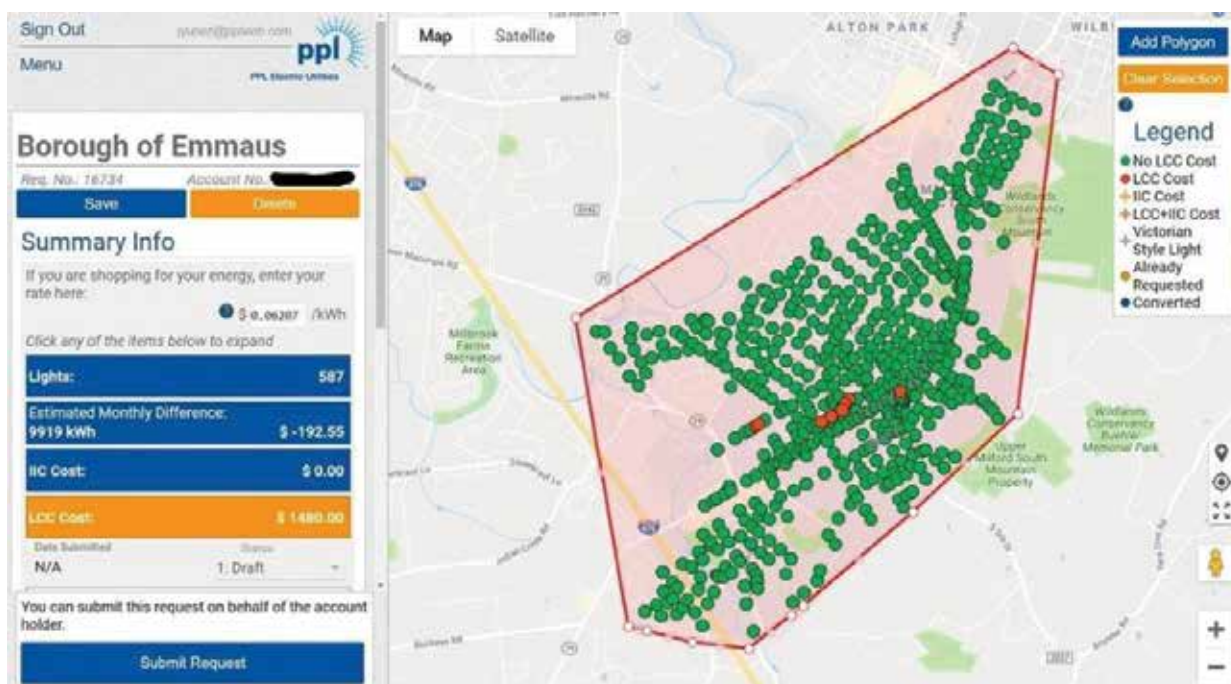 Sign Out
ppl
Menu
PPL Electric Utilities
Borough of Emmaus
Req. No.: 16734
Account No.
Save
Delete
Summary Info
If you are shopping for your energy, enter your
rate here:
$ 0.06207 /kWh
Click any of the items below to expand
Lights: 587
Estimated Monthly Difference:
9919 kWh $ -192.55
IIC Cost: $ 0.00
LCC Cost: $ 1480.00
Date Submitted Status
N/A 1. Draft
You can submit this request on behalf of the account
holder.
Submit Request
Map Satellite
ALTON PARK
Add Polygon
Clear Selection
Legend
No LCC Cost
LCC Cost
IIC Cost
LCC+IIC Cost
Victorian
Style Light
Already
Requested
Converted
Wildlands
Conservancy
South
Mountain
Millbrook
Farms
Recreation
Area
Wildlands
Conservancy
Memorial Park
Upper
Milford South
Mountain
Property
+
−